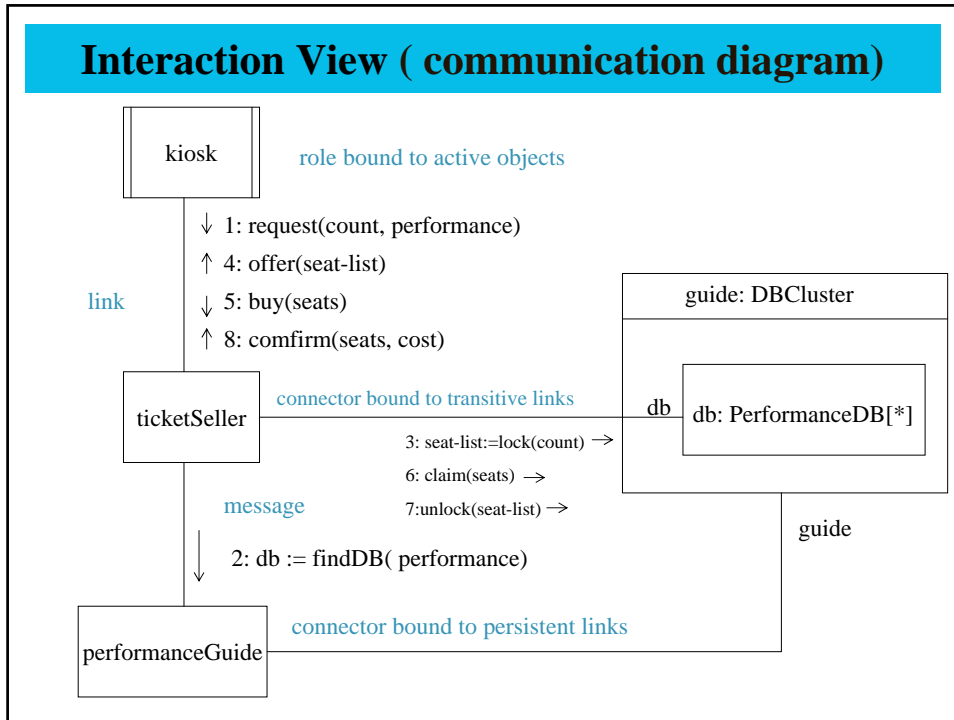 Interaction View ( communication diagram)
kiosk
role bound to active objects
1: request(count, performance)
4: offer(seat-list)
link
5: buy(seats)
8: comfirm(seats, cost)
guide: DBCluster
ticketSeller
connector bound to transitive links
db
db: PerformanceDB[*]
3: seat-list:=lock(count)
6: claim(seats)
7:unlock(seat-list)
message
guide
2: db := findDB( performance)
performanceGuide
connector bound to persistent links